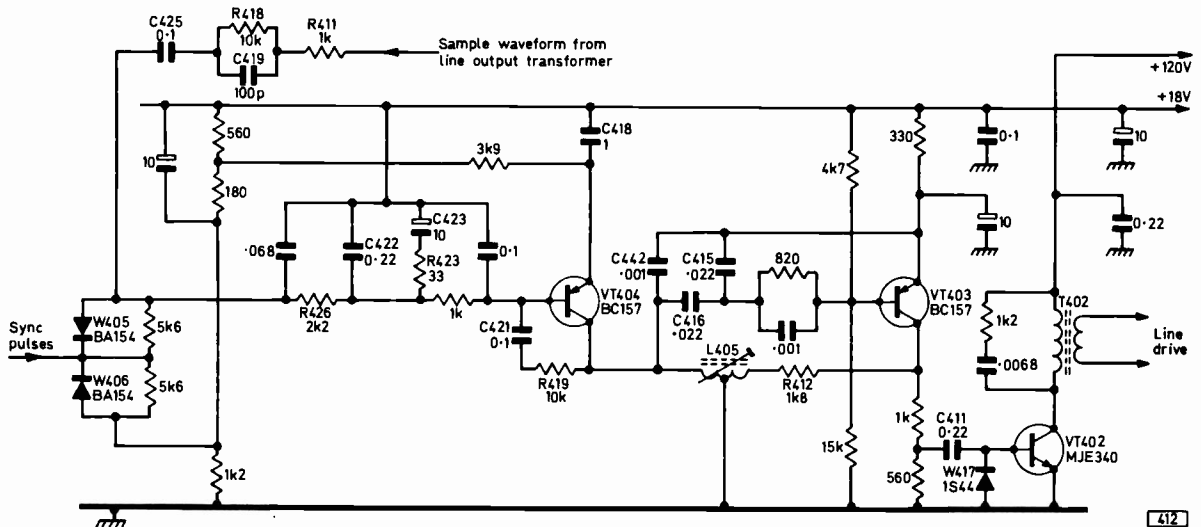 C425
0·1
R418
10k
C419
100p
R411
1k
Sample waveform from
line output transformer
+120V
+18V
560
10
180
3k9
C418
1
4k7
330
0·1
10
·068
C422
0·22
C423
10
R423
33
0·1
10
0·22
C442
·001
C415
·022
820
Sync
pulses
W405
BA154
5k6
W406
BA154
5k6
R426
2k2
1k
VT404
BC157
C421
0·1
R419
10k
C416
·022
·001
VT403
BC157
L405
R412
1k8
T402
1k2
·0068
Line
drive
1k2
15k
1k
560
C411
0·22
W417
1S44
VT402
MJE340
412